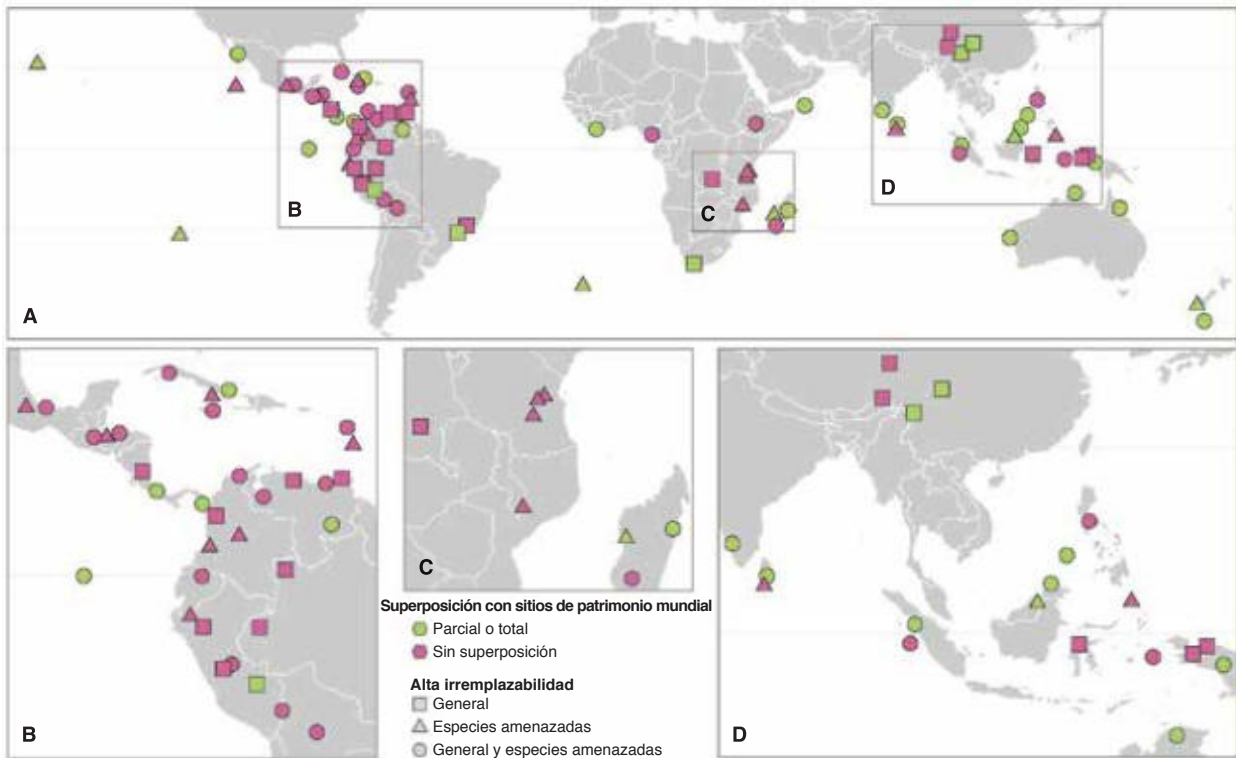 A
B
C
D
B
C
D
Superposición con sitios de patrimonio mundial
Parcial o total
Sin superposición
Alta irremplazabilidad
General
Especies amenazadas
General y especies amenazadas